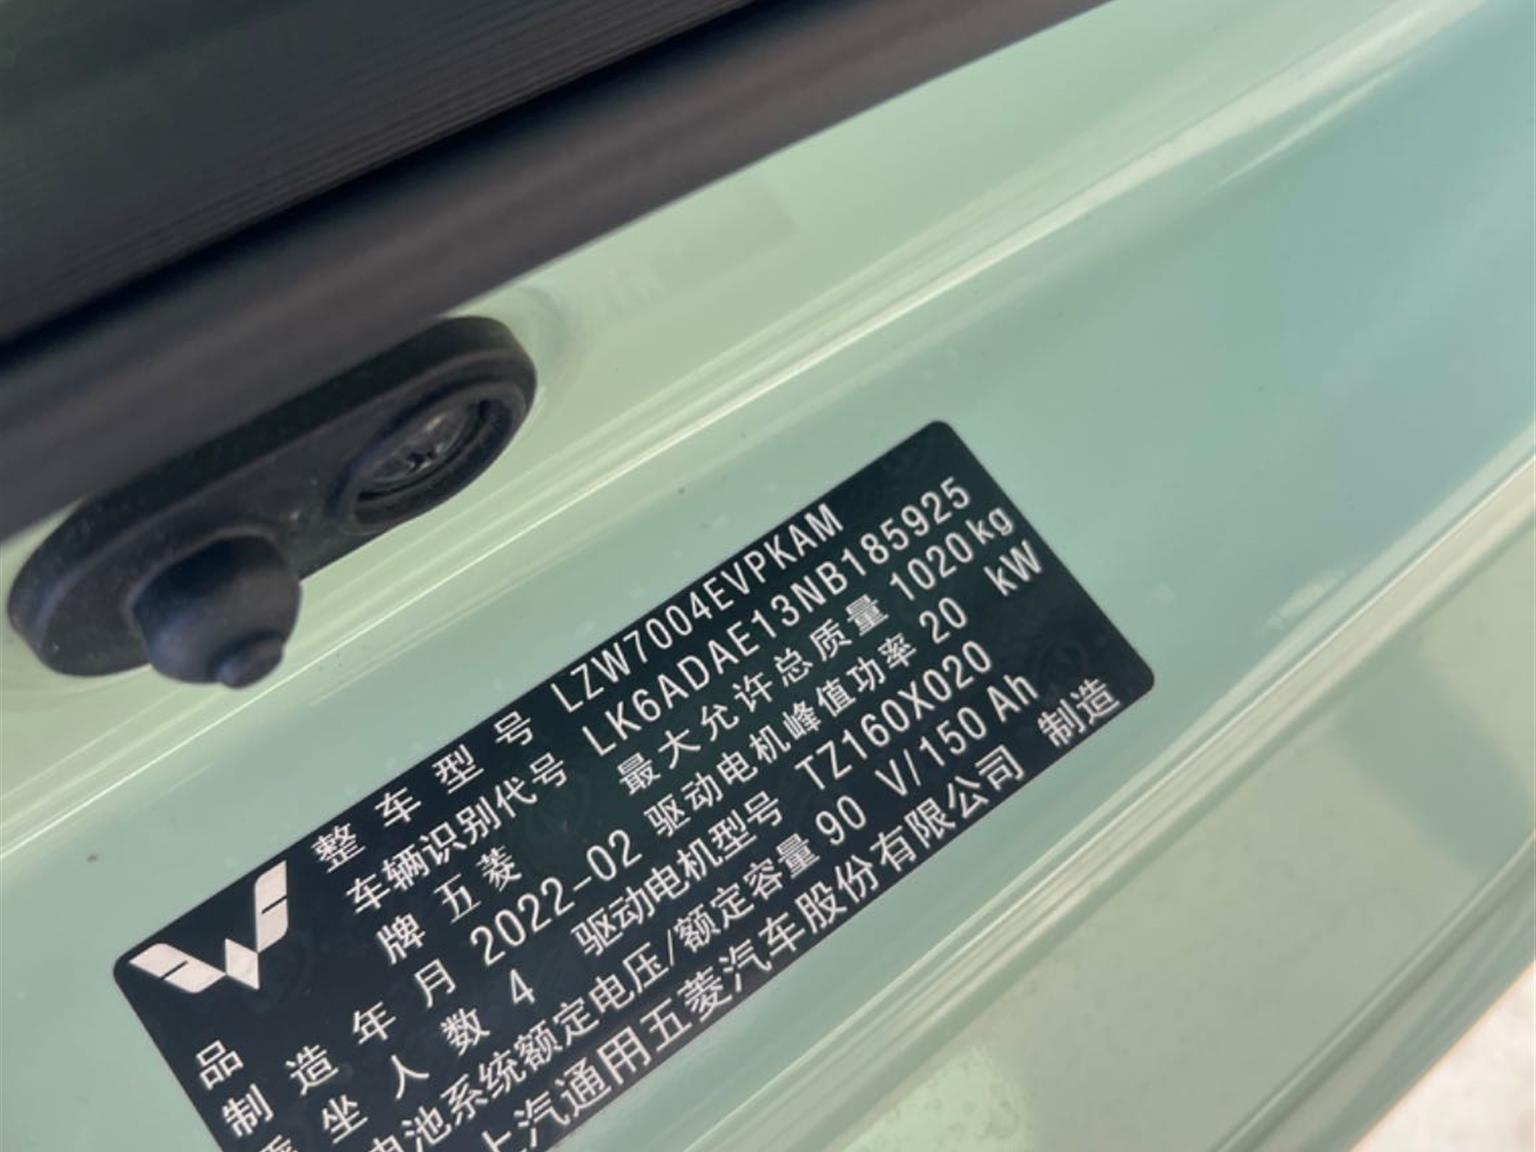 整车型号 LZW7004EVPKAM
车辆识别代号 LK6ADAE13NB185925
品牌 五菱 最大允许总质量 1020kg
制造年月 2022-02 驱动电机峰值功率 20 kW
乘坐人数 4 驱动电机型号 TZ160X020
电池系统额定电压/额定容量 90 V/150 Ah
上汽通用五菱汽车股份有限公司 制造